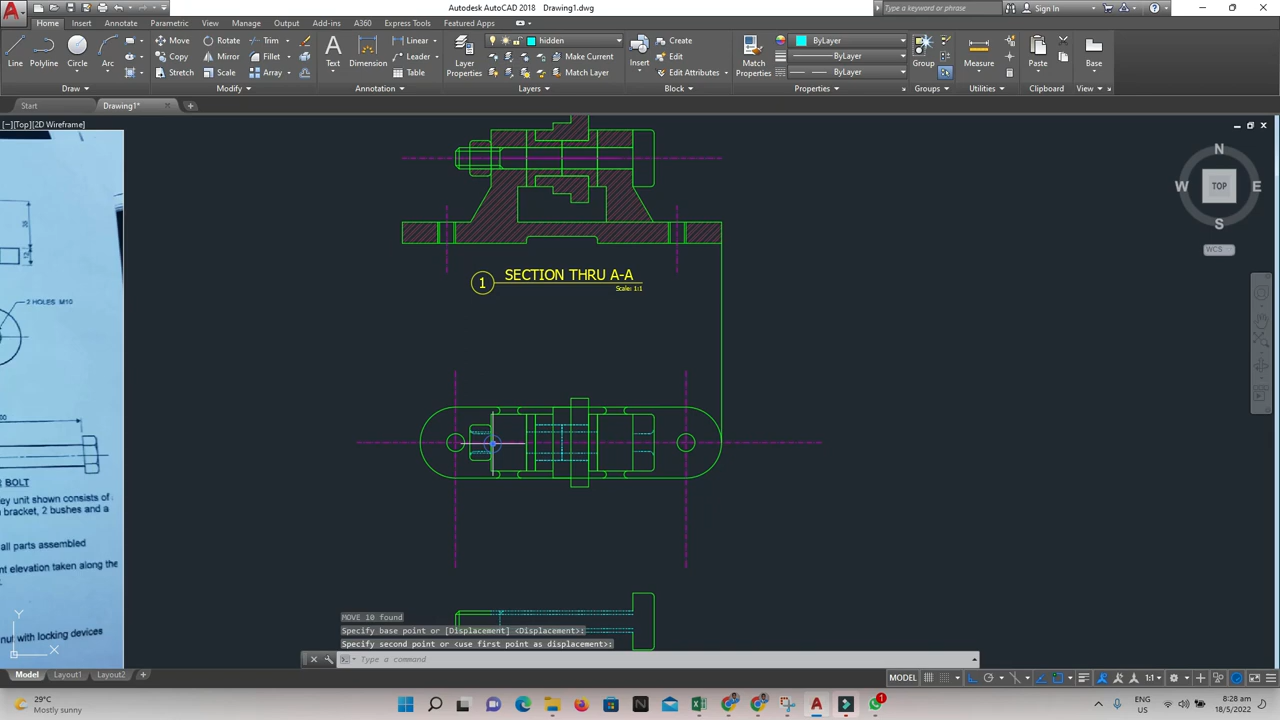 Autodesk AutoCAD 2018 Drawing1.dwg
Type a keyword or phrase
Sign In
Home Insert Annotate Parametric View Manage Output Add-ins A360 Express Tools Featured Apps
Line Polyline Circle Arc
Move Rotate Trim
Copy Mirror Fillet
Stretch Scale Array
Text Dimension
Linear
Leader
Table
Layer Properties
hidden
Make Current
Match Layer
Insert
Create
Edit
Edit Attributes
Match Properties
ByLayer
ByLayer
ByLayer
Group
Measure
Paste
Base
Draw Modify Annotation Layers Block Properties Groups Utilities Clipboard View
Start Drawing1*
[−][Top][2D Wireframe]
N
W TOP E
S
WCS
2 HOLES M10
1 SECTION THRU A-A
Scale: 1:1
BOLT
key unit shown consists of
bracket, 2 bushes and a
all parts assembled
nt elevation taken along the
nut with locking devices
Y
X
MOVE 10 found
Specify base point or [Displacement] <Displacement>:
Specify second point or <use first point as displacement>:
Type a command
Model Layout1 Layout2
MODEL
1:1
29°C
Mostly sunny
ENG
US
8:28 am
18/5/2022
1